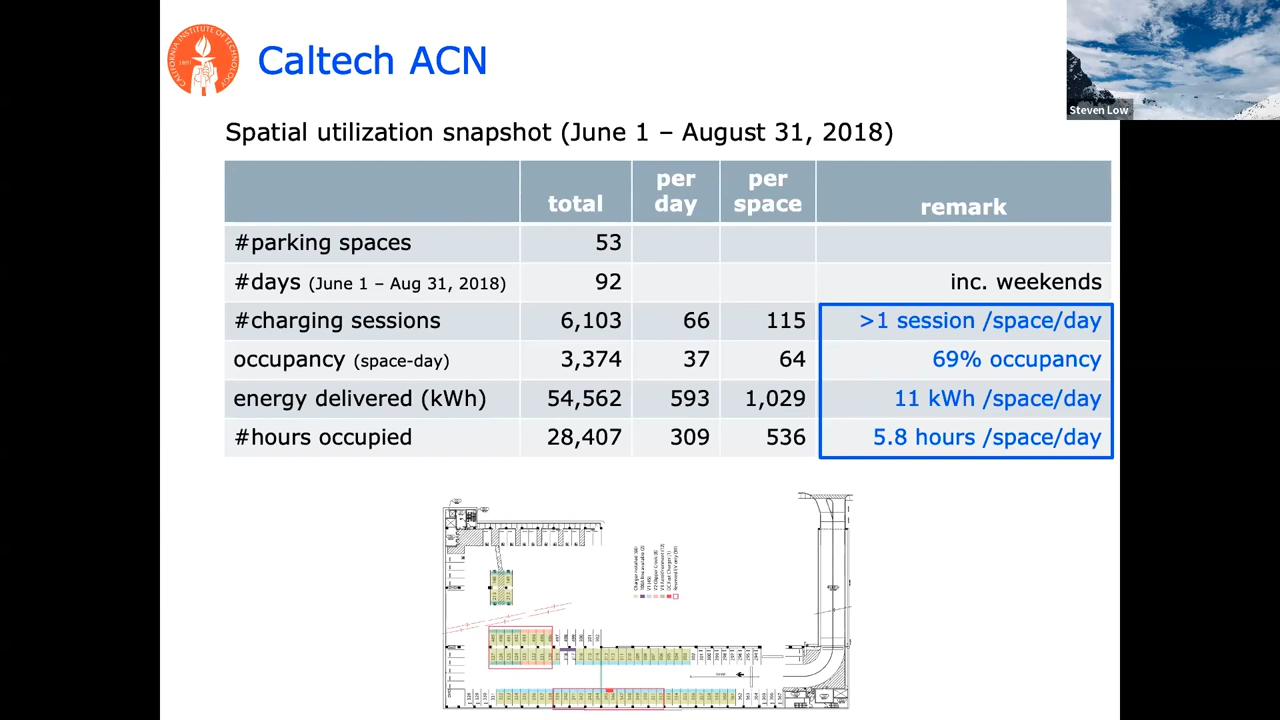 Caltech ACN
Steven Low
Spatial utilization snapshot (June 1 – August 31, 2018)
total per day per space remark
#parking spaces 53
#days (June 1 – Aug 31, 2018) 92 inc. weekends
#charging sessions 6,103 66 115 >1 session /space/day
occupancy (space-day) 3,374 37 64 69% occupancy
energy delivered (kWh) 54,562 593 1,029 11 kWh /space/day
#hours occupied 28,407 309 536 5.8 hours /space/day